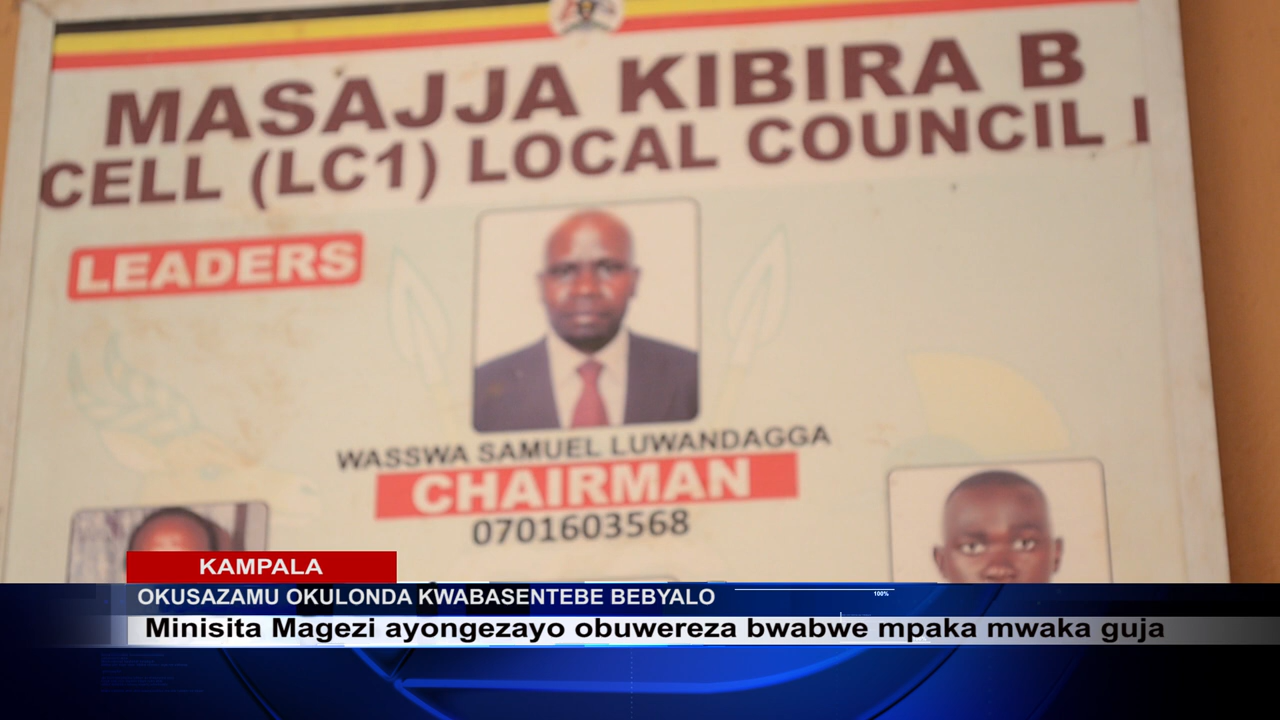 MASAJJA KIBIRA B
CELL (LC1) LOCAL COUNCIL I
LEADERS
WASSWA SAMUEL LUWANDAGGA
CHAIRMAN
0701603568
KAMPALA
OKUSAZAMU OKULONDA KWABASENTEBE BEBYALO
100%
Minisita Magezi ayongezayo obuwereza bwabwe mpaka mwaka guja